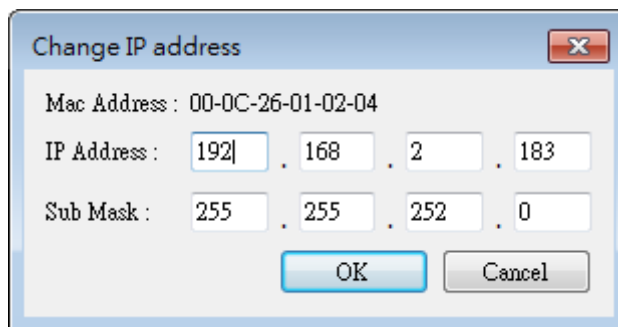 Change IP address
Mac Address : 00-0C-26-01-02-04
IP Address : 192 . 168 . 2 . 183
Sub Mask : 255 . 255 . 252 . 0
OK Cancel